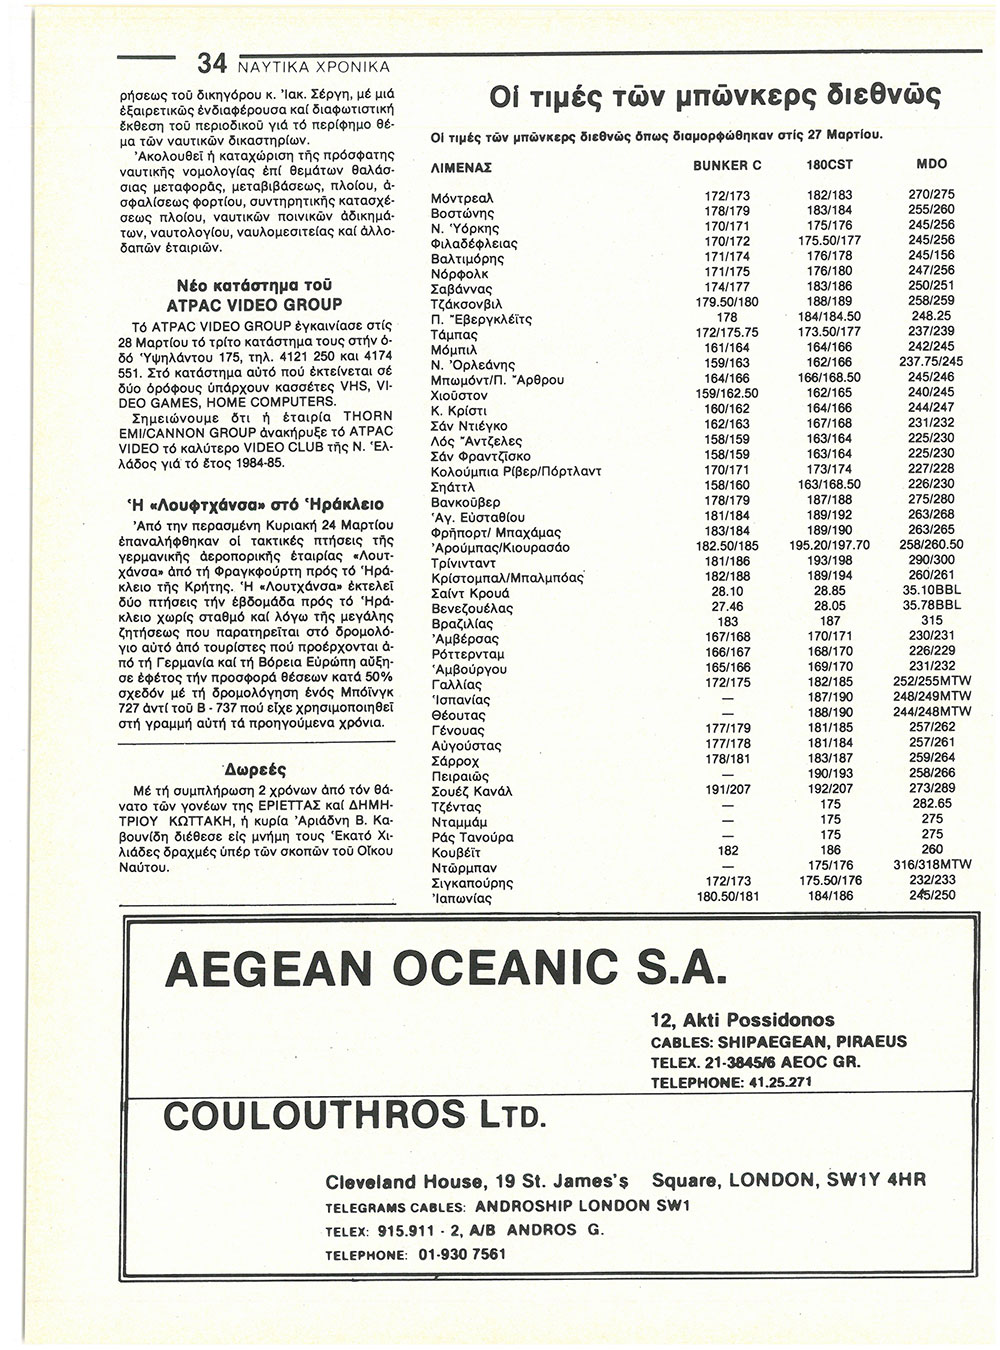 34 ΝΑΥΤΙΚΑ ΧΡΟΝΙΚΑ
ρήσεως τοῦ δικηγόρου κ. Ἰακ. Σέργη, μέ μιά
ἐξαιρετικῶς ἐνδιαφέρουσα καί διαφωτιστική
ἔκθεση τοῦ περιοδικοῦ γιά τό περίφημο θέ-
μα τῶν ναυτικῶν δικαστηρίων.
Ἀκολουθεῖ ἡ καταχώριση τῆς πρόσφατης
ναυτικῆς νομολογίας ἐπί θεμάτων θαλάσ-
σιας μεταφορᾶς, μεταβιβάσεως, πλοίου, ἀ-
σφαλίσεως φορτίου, συντηρητικῆς κατασχέ-
σεως πλοίου, ναυτικῶν ποινικῶν ἀδικημά-
των, ναυτολογίου, ναυλομεσιτείας καί ἀλλο-
δαπῶν ἑταιριῶν.
Νέο κατάστημα τοῦ
ATPAC VIDEO GROUP
Τό ATPAC VIDEO GROUP ἐγκαινίασε στίς
28 Μαρτίου τό τρίτο κατάστημα τους στήν ὁ-
δό Ὑψηλάντου 175, τηλ. 4121 250 και 4174
551. Στό κατάστημα αὐτό πού ἐκτείνεται σέ
δύο ὀρόφους ὑπάρχουν κασσέτες VHS, VI-
DEO GAMES, HOME COMPUTERS.
Σημειώνουμε ὅτι ἡ ἑταιρία THORN
EMI/CANNON GROUP ἀνακήρυξε τό ATPAC
VIDEO τό καλύτερο VIDEO CLUB τῆς Ν. Ἑλ-
λάδος γιά τό ἔτος 1984-85.
Ἡ «Λουφτχάνσα» στό Ἡράκλειο
Ἀπό την περασμένη Κυριακή 24 Μαρτίου
ἐπαναλήφθηκαν οἱ τακτικές πτήσεις τῆς
γερμανικῆς ἀεροπορικῆς ἑταιρίας «Λουτ-
χάνσα» ἀπό τή Φραγκφούρτη πρός τό Ἡρά-
κλειο τῆς Κρήτης. Ἡ «Λουτχάνσα» ἐκτελεῖ
δύο πτήσεις τήν ἑβδομάδα πρός τό Ἡρά-
κλειο χωρίς σταθμό καί λόγω τῆς μεγάλης
ζητήσεως που παρατηρεῖται στό δρομολό-
γιο αὐτό ἀπό τουρίστες πού προέρχονται ἀ-
πό τή Γερμανία καί τή Βόρεια Εὐρώπη αὔξη-
σε ἐφέτος τήν προσφορά θέσεων κατά 50%
σχεδόν μέ τή δρομολόγηση ἑνός Μπόϊνγκ
727 ἀντί τοῦ Β - 737 πού εἶχε χρησιμοποιηθεῖ
στή γραμμή αὐτή τά προηγούμενα χρόνια.
Δωρεές
Μέ τή συμπλήρωση 2 χρόνων ἀπό τόν θά-
νατο τῶν γονέων της ΕΡΙΕΤΤΑΣ καί ΔΗΜΗ-
ΤΡΙΟΥ ΚΩΤΤΑΚΗ, ἡ κυρία Ἀριάδνη Β. Κα-
βουνίδη διέθεσε εἰς μνήμη τους Ἑκατό Χι-
λιάδες δραχμές ὑπέρ τῶν σκοπῶν τοῦ Οἴκου
Ναύτου.
Οἱ τιμές τῶν μπῶνκερς διεθνῶς
Οἱ τιμές τῶν μπῶνκερς διεθνῶς ὅπως διαμορφώθηκαν στίς 27 Μαρτίου.
ΛΙΜΕΝΑΣ BUNKER C 180CST MDO
Μόντρεαλ 172/173 182/183 270/275
Βοστώνης 178/179 183/184 255/260
Ν. Ὑόρκης 170/171 175/176 245/256
Φιλαδέφλειας 170/172 175.50/177 245/256
Βαλτιμόρης 171/174 176/178 245/156
Νόρφολκ 171/175 176/180 247/256
Σαβάννας 174/177 183/186 250/251
Τζάκσονβιλ 179.50/180 188/189 258/259
Π. Ἔβεργκλέϊτς 178 184/184.50 248.25
Τάμπας 172/175.75 173.50/177 237/239
Μόμπιλ 161/164 164/166 242/245
Ν. Ὀρλεάνης 159/163 162/166 237.75/245
Μπωμόντ/Π. Ἄρθρου 164/166 166/168.50 245/246
Χιοῦστον 159/162.50 162/165 240/245
Κ. Κρίστι 160/162 164/166 244/247
Σάν Ντιέγκο 162/163 167/168 231/232
Λός Ἄντζελες 158/159 163/164 225/230
Σάν Φραντζῖσκο 158/159 163/164 225/230
Κολούμπια Ρίβερ/Πόρτλαντ 170/171 173/174 227/228
Σηάττλ 158/160 163/168.50 226/230
Βανκοῦβερ 178/179 187/188 275/280
Ἁγ. Εὐσταθίου 181/184 189/192 263/268
Φρηπορτ/ Μπαχάμας 183/184 189/190 263/265
Ἀρούμπας/Κιουρασάο 182.50/185 195.20/197.70 258/260.50
Τρίνινταντ 181/186 193/198 290/300
Κρίστομπαλ/Μπαλμπόας 182/188 189/194 260/261
Σαίντ Κρουά 28.10 28.85 35.10BBL
Βενεζουέλας 27.46 28.05 35.78BBL
Βραζιλίας 183 187 315
Ἀμβέρσας 167/168 170/171 230/231
Ρόττερνταμ 166/167 168/170 226/229
Ἁμβούργου 165/166 169/170 231/232
Γαλλίας 172/175 182/185 252/255MTW
Ἱσπανίας — 187/190 248/249MTW
Θέουτας — 188/190 244/248MTW
Γένουας 177/179 181/185 257/262
Αὐγούστας 177/178 181/184 257/261
Σάρροχ 178/181 183/187 259/264
Πειραιῶς — 190/193 258/266
Σουέζ Κανάλ 191/207 192/207 273/289
Τζέντας — 175 282.65
Νταμμάμ — 175 275
Ράς Τανούρα — 175 275
Κουβέϊτ 182 186 260
Ντῶρμπαν — 175/176 316/318MTW
Σιγκαπούρης 172/173 175.50/176 232/233
Ἰαπωνίας 180.50/181 184/186 245/250
AEGEAN OCEANIC S.A.
12, Akti Possidonos
CABLES: SHIPAEGEAN, PIRAEUS
TELEX. 21-3845/6 AEOC GR.
TELEPHONE: 41.25.271
COULOUTHROS LTD.
Cleveland House, 19 St. James's Square, LONDON, SW1Y 4HR
TELEGRAMS CABLES: ANDROSHIP LONDON SW1
TELEX: 915.911 - 2, A/B ANDROS G.
TELEPHONE: 01-930 7561